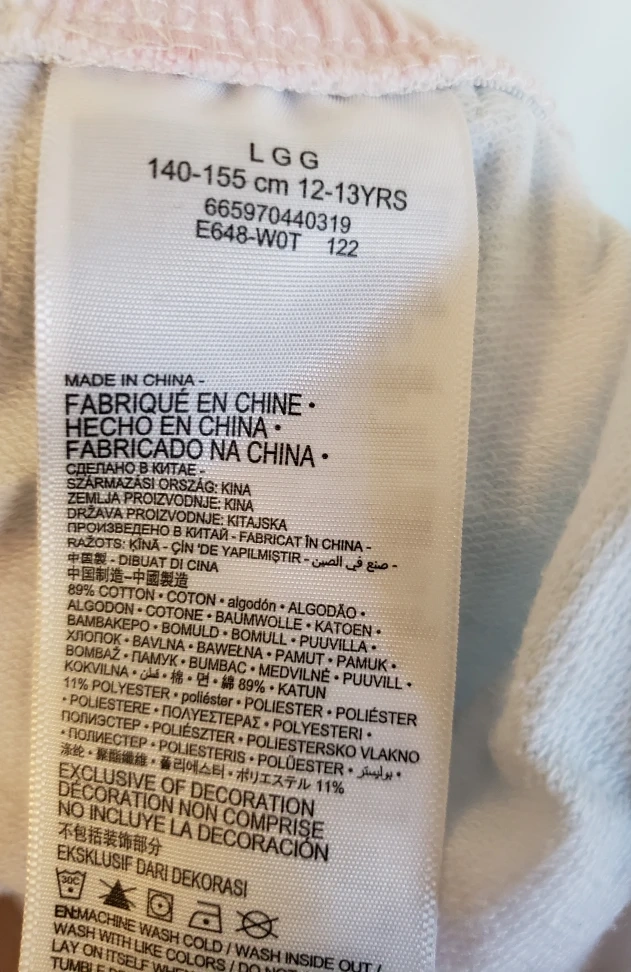 L G G
140-155 cm 12-13YRS
665970440319
E648-W0T 122
MADE IN CHINA -
FABRIQUÉ EN CHINE •
HECHO EN CHINA •
FABRICADO NA CHINA •
СДЕЛАНО В КИТАЕ -
SZÁRMAZÁSI ORSZÁG: KINA
ZEMLJA PROIZVODNJE: KINA
DRŽAVA PROIZVODNJE: KITAJSKA
ПРОИЗВЕДЕНО В КИТАЙ - FABRICAT ÎN CHINA -
RAŽOTS: ĶĪNĀ - ÇİN 'DE YAPILMIŞTIR - صنع في الصين -
中国製 - DIBUAT DI CINA
中国制造–中國製造
89% COTTON • COTON • algodón • ALGODÃO •
ALGODON • COTONE • BAUMWOLLE • KATOEN •
ΒΑΜΒΑΚΕΡΟ • BOMULD • BOMULL • PUUVILLA •
ХЛОПОК • BAVLNA • BAWEŁNA • PAMUT • PAMUK •
BOMBAŽ • ПАМУК • BUMBAC • MEDVILNĖ • PUUVILL •
KOKVILNA • قطن • 棉 • 면 • 綿 89% • KATUN
11% POLYESTER • poliéster • POLIESTER • POLIÉSTER
• POLIESTERE • ΠΟΛΥΕΣΤΕΡΑΣ • POLYESTERI •
ПОЛИЭСТЕР • POLIÉSZTER • POLIESTERSKO VLAKNO
• ПОЛИЕСТЕР • POLIESTERIS • POLÜESTER • بوليستر •
涤纶 • 聚酯纖維 • 폴리에스터 • ポリエステル 11%
EXCLUSIVE OF DECORATION
DÉCORATION NON COMPRISE
NO INCLUYE LA DECORACIÓN
不包括装饰部分
EKSKLUSIF DARI DEKORASI
30C
EN:MACHINE WASH COLD / WASH INSIDE OUT /
WASH WITH LIKE COLORS / DO NOT
LAY ON ITSELF WHEN
TUMBLE